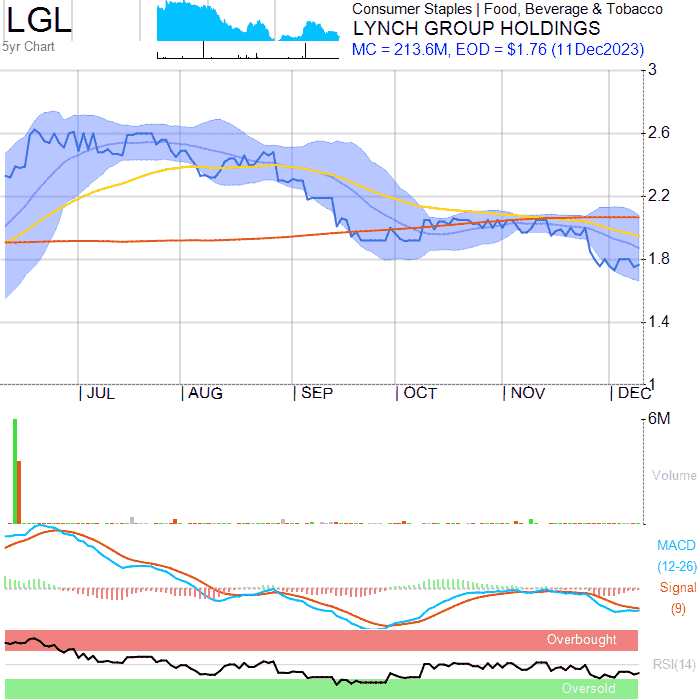 LGL
5yr Chart
Consumer Staples | Food, Beverage & Tobacco
LYNCH GROUP HOLDINGS
MC = 213.6M, EOD = $1.76 (11Dec2023)
3
2.6
2.2
1.8
1.4
1
| JUL | AUG | SEP | OCT | NOV | DEC
6M
Volume
MACD
(12-26)
Signal
(9)
Overbought
RSI(14)
Oversold